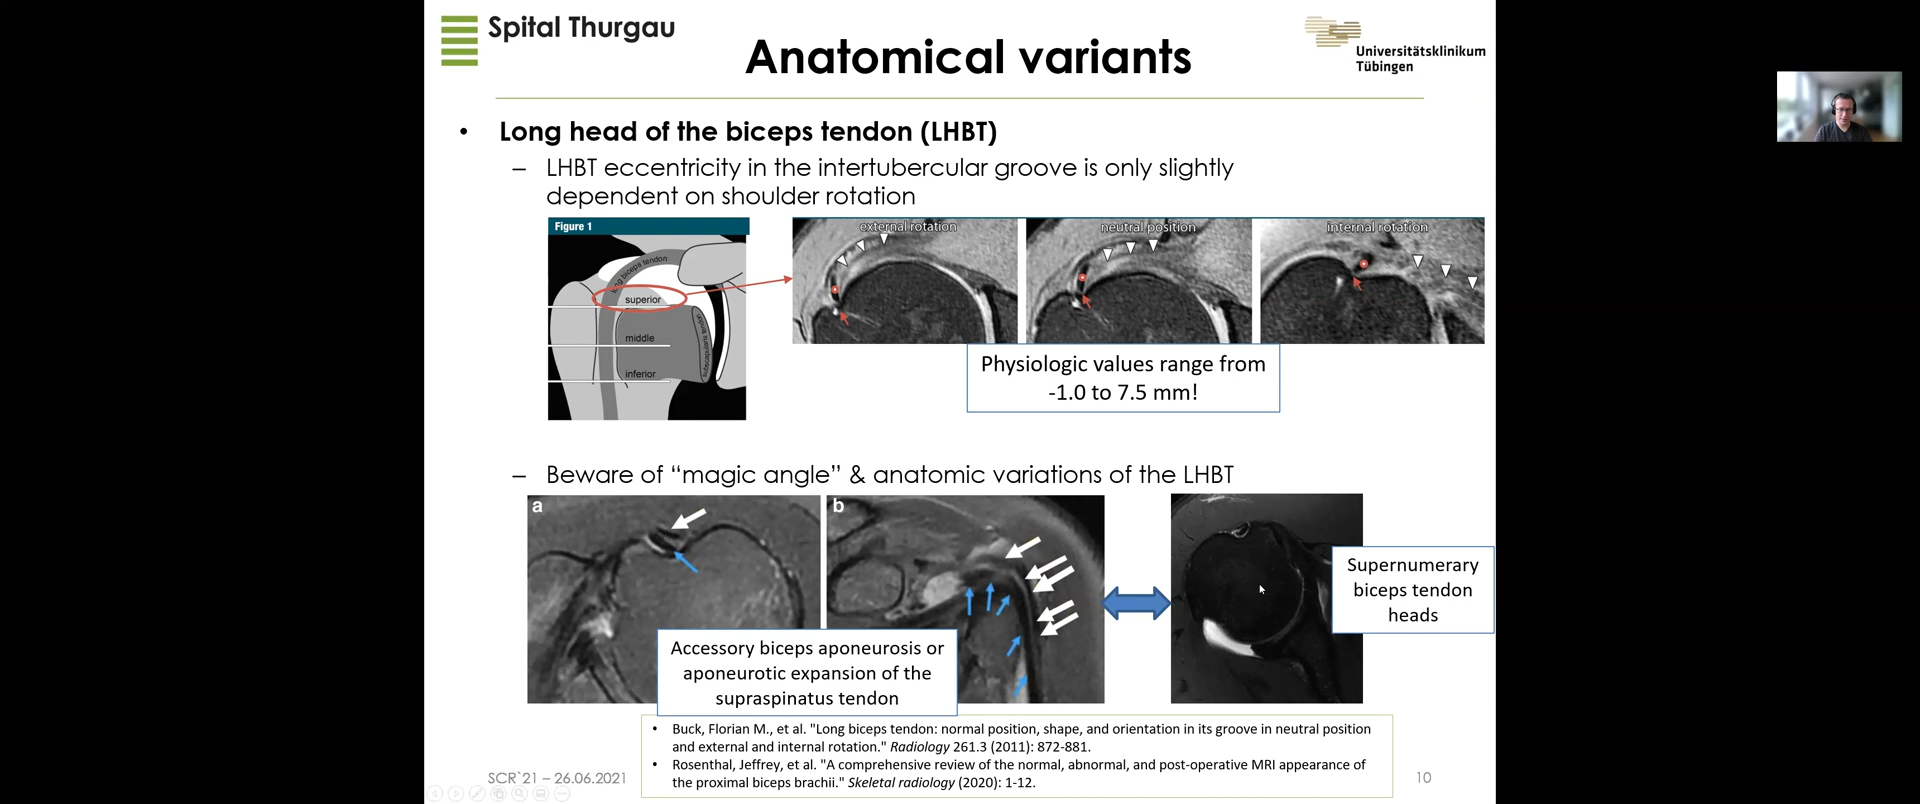 Spital Thurgau
Universitätsklinikum
Tübingen
Anatomical variants
• Long head of the biceps tendon (LHBT)
– LHBT eccentricity in the intertubercular groove is only slightly
dependent on shoulder rotation
Figure 1
long biceps tendon
superior
middle
inferior
subscapularis tendon
external rotation
neutral position
internal rotation
Physiologic values range from
-1.0 to 7.5 mm!
– Beware of “magic angle” & anatomic variations of the LHBT
a
b
Accessory biceps aponeurosis or
aponeurotic expansion of the
supraspinatus tendon
Supernumerary
biceps tendon
heads
• Buck, Florian M., et al. "Long biceps tendon: normal position, shape, and orientation in its groove in neutral position
and external and internal rotation." Radiology 261.3 (2011): 872-881.
• Rosenthal, Jeffrey, et al. "A comprehensive review of the normal, abnormal, and post-operative MRI appearance of
the proximal biceps brachii." Skeletal radiology (2020): 1-12.
SCR`21 – 26.06.2021
10